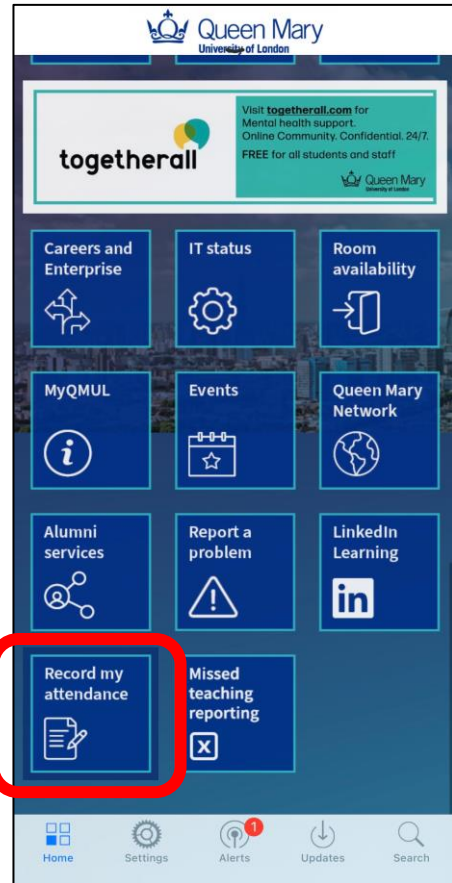 Queen Mary
University of London
togetherall
Visit togetherall.com for
Mental health support.
Online Community. Confidential. 24/7.
FREE for all students and staff
Queen Mary
University of London
Careers and
Enterprise
IT status
Room
availability
MyQMUL
Events
Queen Mary
Network
Alumni
services
Report a
problem
LinkedIn
Learning
in
Record my
attendance
Missed
teaching
reporting
x
Home
Settings
1
Alerts
Updates
Search